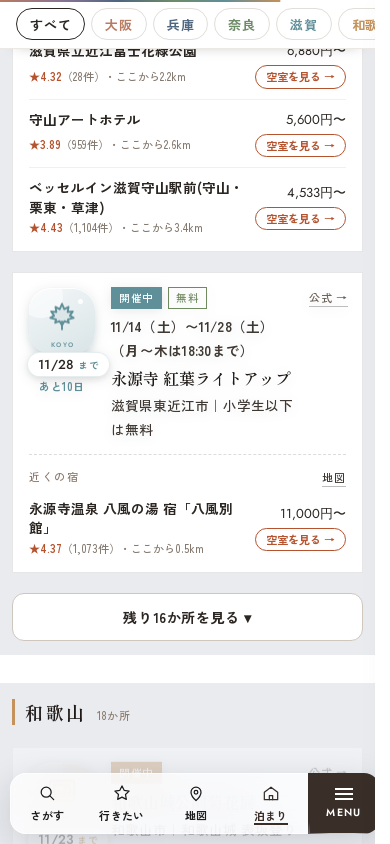 すべて 大阪 兵庫 奈良 滋賀 和歌
滋賀県立近江富士花緑公園 6,880円〜
★4.32（28件）・ここから2.2km 空室を見る →
守山アートホテル 5,600円〜
★3.89（959件）・ここから2.6km 空室を見る →
ベッセルイン滋賀守山駅前(守山・
栗東・草津) 4,533円〜
★4.43（1,104件）・ここから3.4km 空室を見る →
開催中 無料 公式 →
KOYO
11/28 まで
あと10日
11/14（土）〜11/28（土）
（月〜木は18:30まで）
永源寺 紅葉ライトアップ
滋賀県東近江市｜小学生以下
は無料
近くの宿 地図
永源寺温泉 八風の湯 宿「八風別
館」 11,000円〜
★4.37（1,073件）・ここから0.5km 空室を見る →
残り16か所を見る ▾
和歌山 18か所
開催中 公式 →
11/23 まで
さがす 行きたい 地図 泊まり MENU